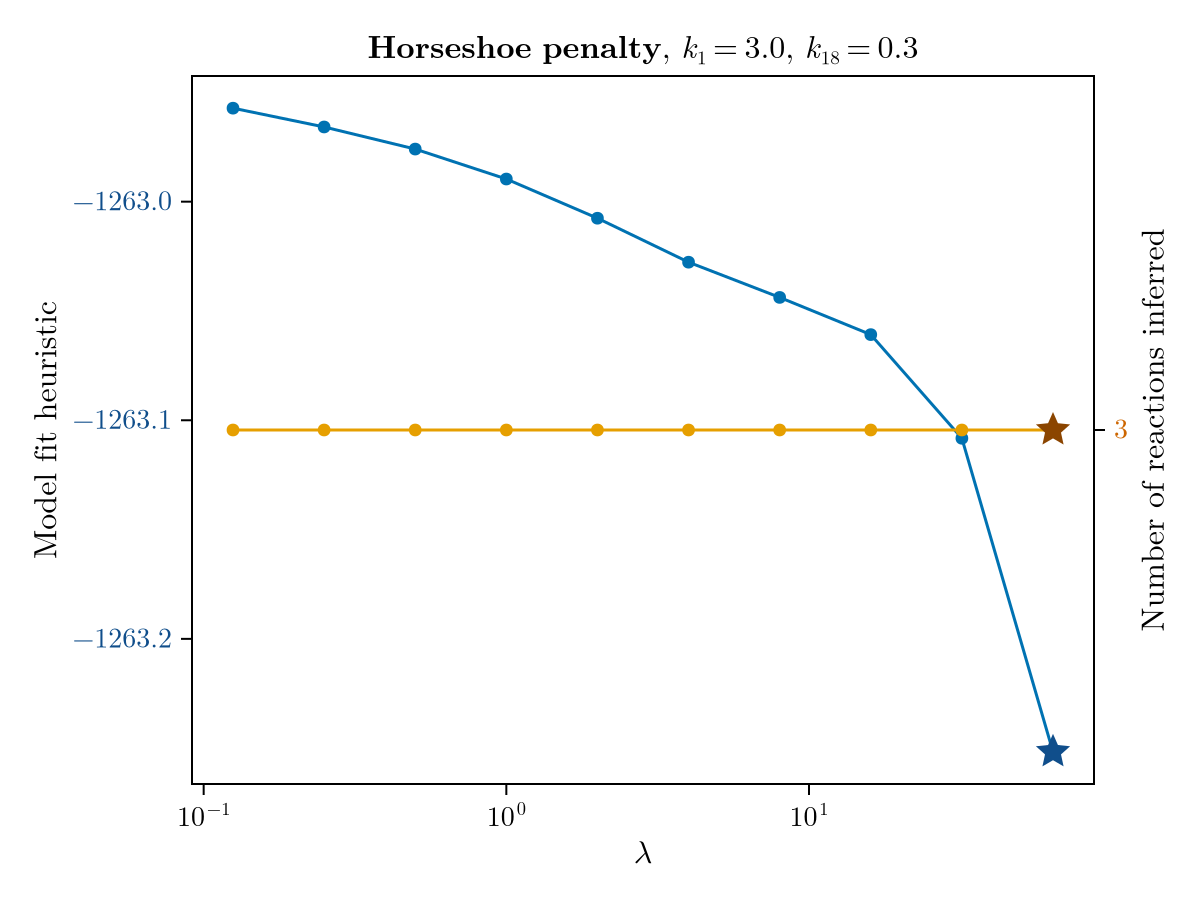 Horseshoe penalty, k₁ = 3.0, k₁₈ = 0.3
Model fit heuristic
−1263.0
−1263.1
−1263.2
3
Number of reactions inferred
10⁻¹
10⁰
10¹
λ